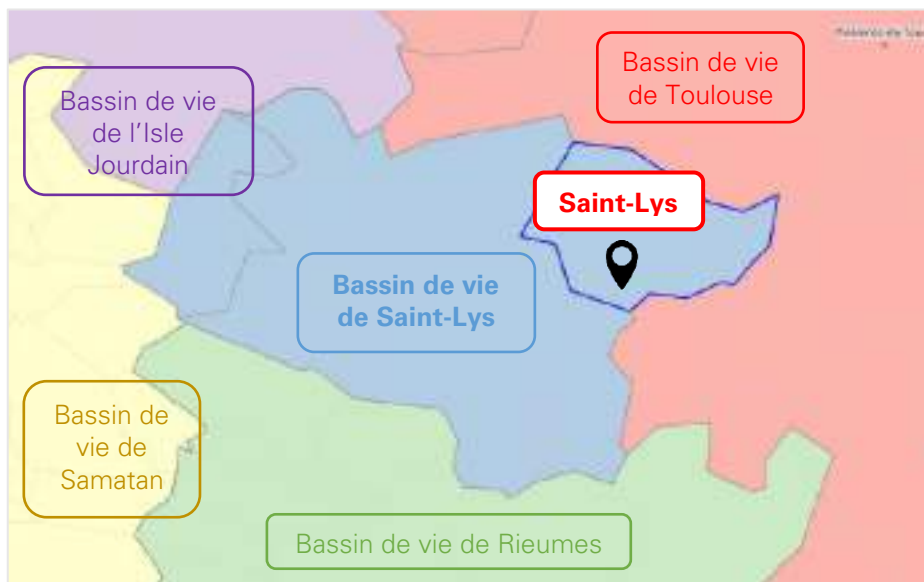 Bassin de vie
de l'Isle
Jourdain
Bassin de vie
de Toulouse
Saint-Lys
Bassin de vie
de Saint-Lys
Bassin de
vie de
Samatan
Bassin de vie de Rieumes